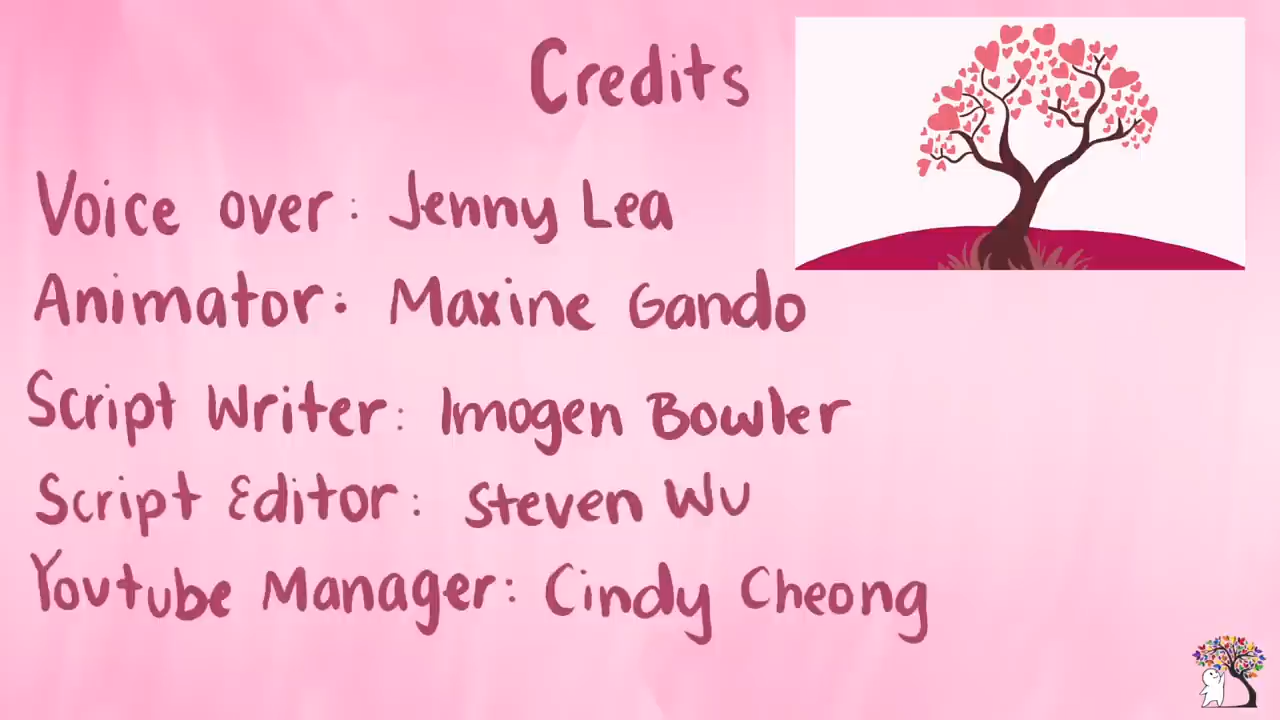 Credits
Voice over: Jenny Lea
Animator: Maxine Gando
Script Writer: Imogen Bowler
Script Editor: Steven Wu
Youtube Manager: Cindy Cheong